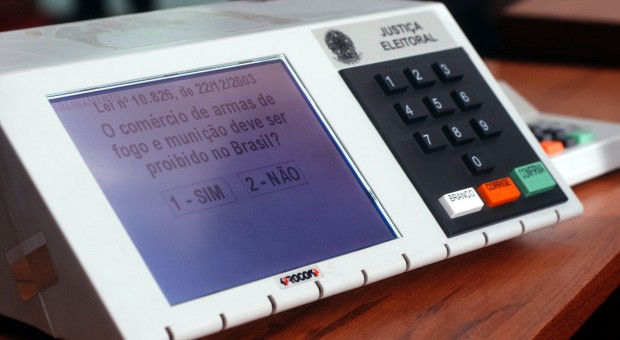 Lei nº 10.826, de 22/12/2003
O comércio de armas de
fogo e munição deve ser
proibido no Brasil?
1 - SIM
2 - NÃO
PROCOMP
JUSTIÇA
ELEITORAL
1 2 3
4 5 6
7 8 9
0
BRANCO
CORRIGE
CONFIRMA